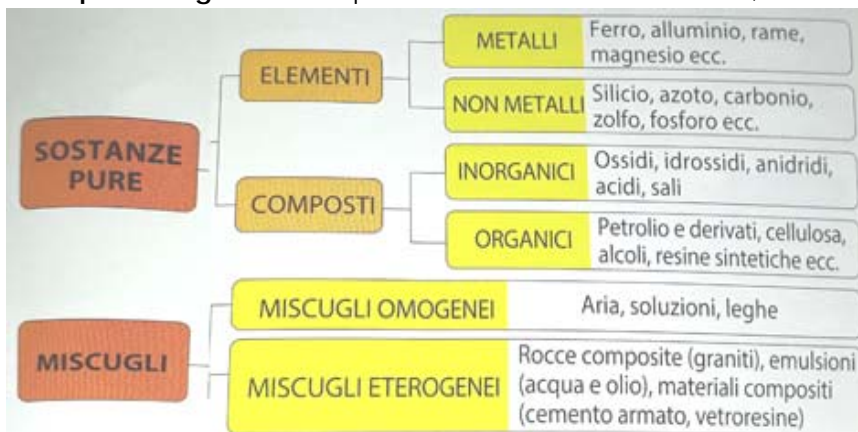 SOSTANZE
PURE
ELEMENTI
METALLI
Ferro, alluminio, rame,
magnesio ecc.
NON METALLI
Silicio, azoto, carbonio,
zolfo, fosforo ecc.
COMPOSTI
INORGANICI
Ossidi, idrossidi, anidridi,
acidi, sali
ORGANICI
Petrolio e derivati, cellulosa,
alcoli, resine sintetiche ecc.
MISCUGLI
MISCUGLI OMOGENEI
Aria, soluzioni, leghe
MISCUGLI ETEROGENEI
Rocce composite (graniti), emulsioni
(acqua e olio), materiali compositi
(cemento armato, vetroresine)